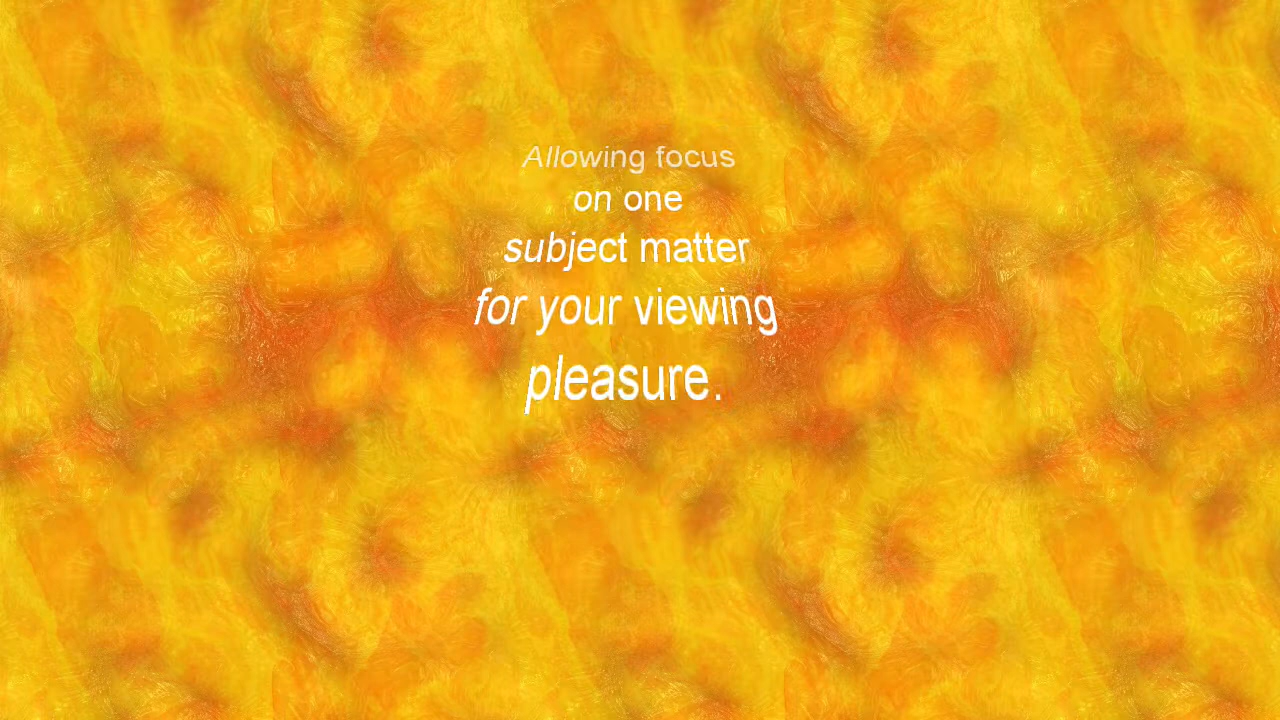 Allowing focus
on one
subject matter
for your viewing
pleasure.